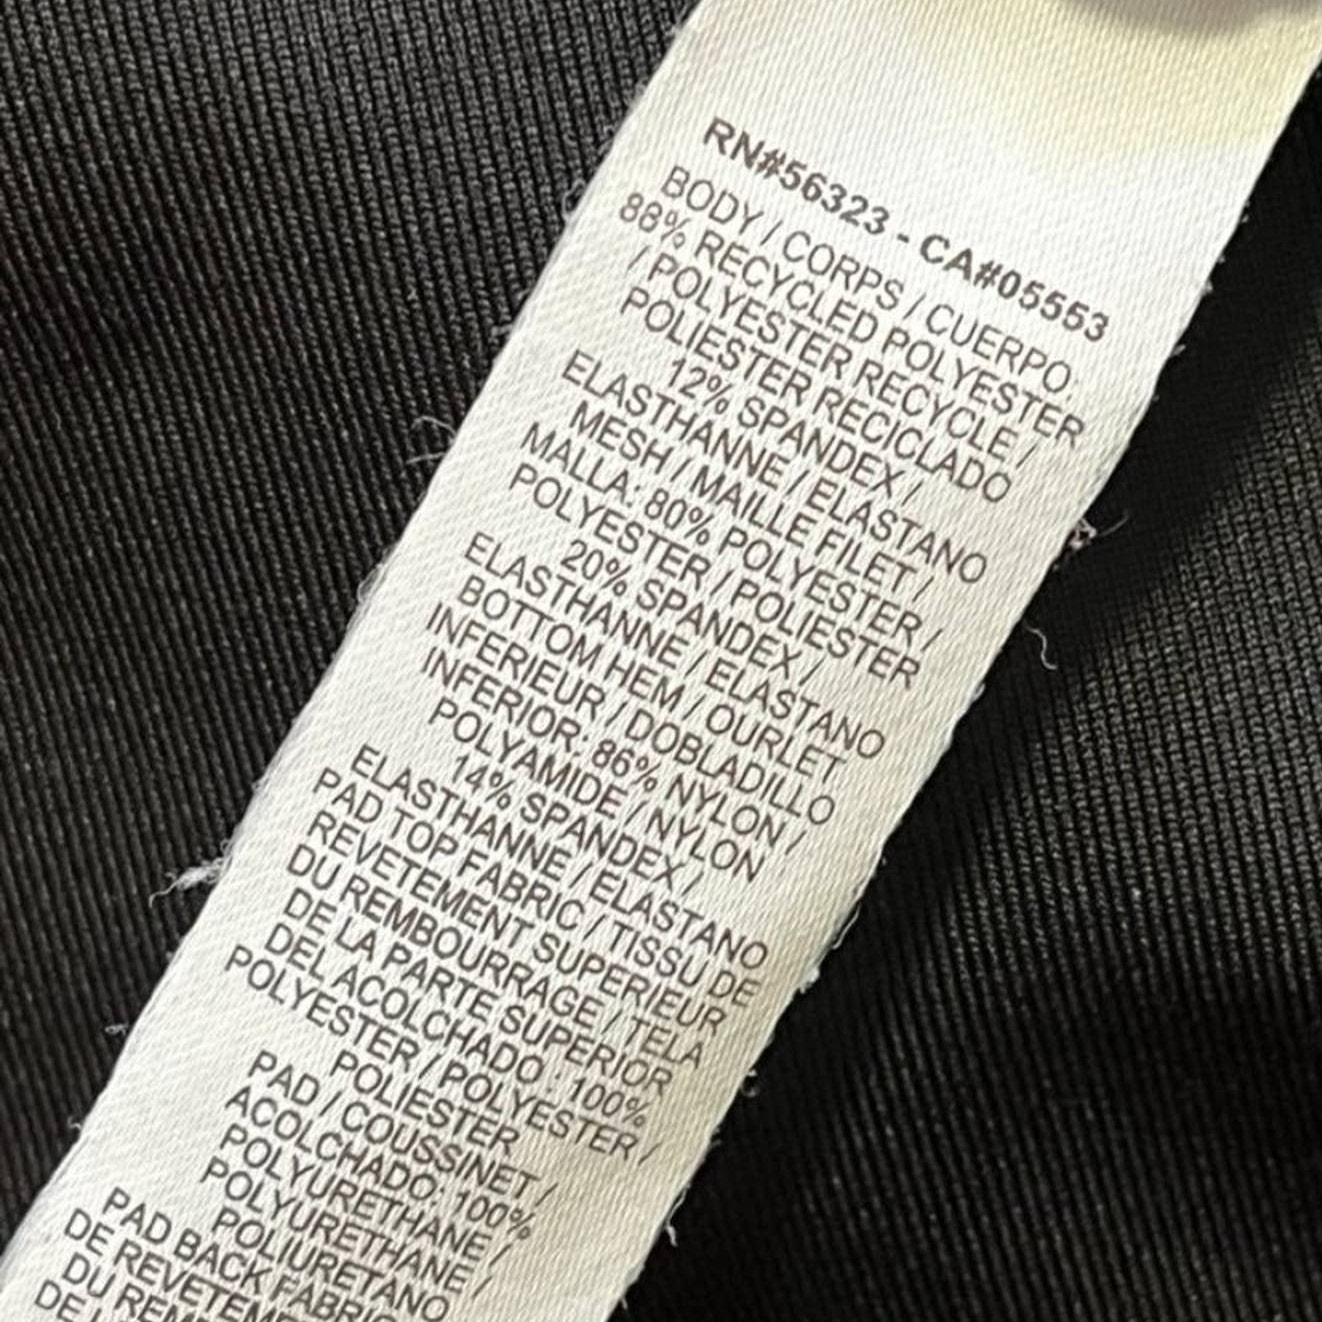 RN#56323 - CA#05553
BODY / CORPS / CUERPO:
88% RECYCLED POLYESTER
/ POLYESTER RECYCLE /
POLIESTER RECICLADO
12% SPANDEX /
ELASTHANNE / ELASTANO
MESH / MAILLE FILET /
MALLA: 80% POLYESTER /
POLYESTER / POLIESTER
20% SPANDEX /
ELASTHANNE / ELASTANO
BOTTOM HEM / OURLET
INFERIEUR / DOBLADILLO
INFERIOR: 86% NYLON /
POLYAMIDE / NYLON
14% SPANDEX /
ELASTHANNE / ELASTANO
PAD TOP FABRIC / TISSU DE
REVETEMENT SUPERIEUR
DU REMBOURRAGE / TELA
DE LA PARTE SUPERIOR
DEL ACOLCHADO : 100%
POLYESTER / POLYESTER /
POLIESTER
PAD / COUSSINET /
ACOLCHADO: 100%
POLYURETHANE /
POLYURETHANE /
POLIURETANO
PAD BACK FABRIC
DE
DU
DE